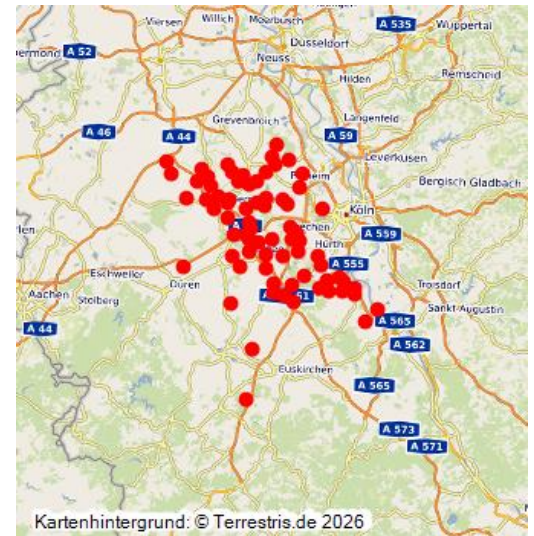 Viersen
Willich
Meerbusch
A 535
Wuppertal
Düsseldorf
A 52
Neuss
Hilden
Remscheid
Grevenbroich
Langenfeld
A 46
A 44
A 59
Leverkusen
Bergisch Gladbach
Köln
A 559
Hürth
A 555
Eschweiler
Düren
Troisdorf
Aachen
Stolberg
Sankt Augustin
A 44
A 565
A 562
Euskirchen
A 565
A 573
A 571
Kartenhintergrund: © Terrestris.de 2026